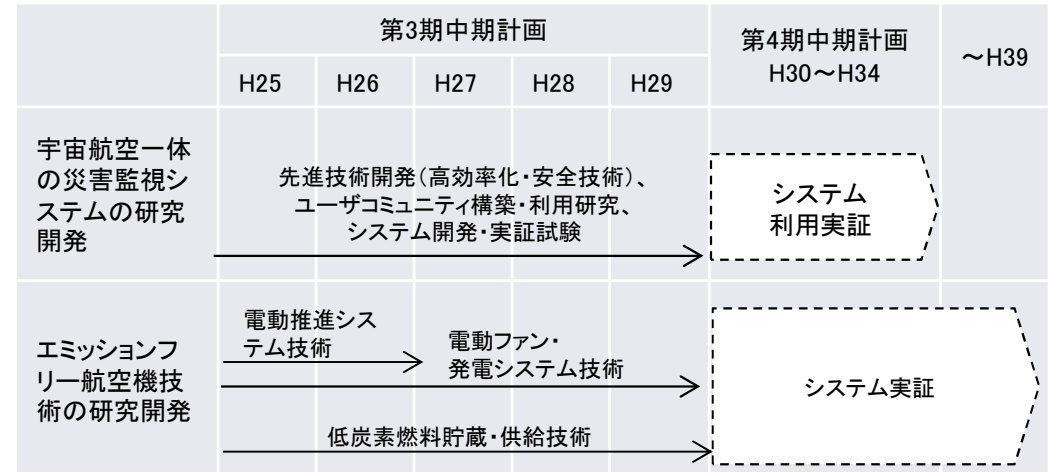 第3期中期計画
第4期中期計画
H30～H34
～H39
H25
H26
H27
H28
H29
宇宙航空一体
の災害監視シ
ステムの研究
開発
先進技術開発（高効率化・安全技術）、
ユーザコミュニティ構築・利用研究、
システム開発・実証試験
システム
利用実証
エミッションフ
リー航空機技
術の研究開発
電動推進シス
テム技術
電動ファン・
発電システム技術
低炭素燃料貯蔵・供給技術
システム実証